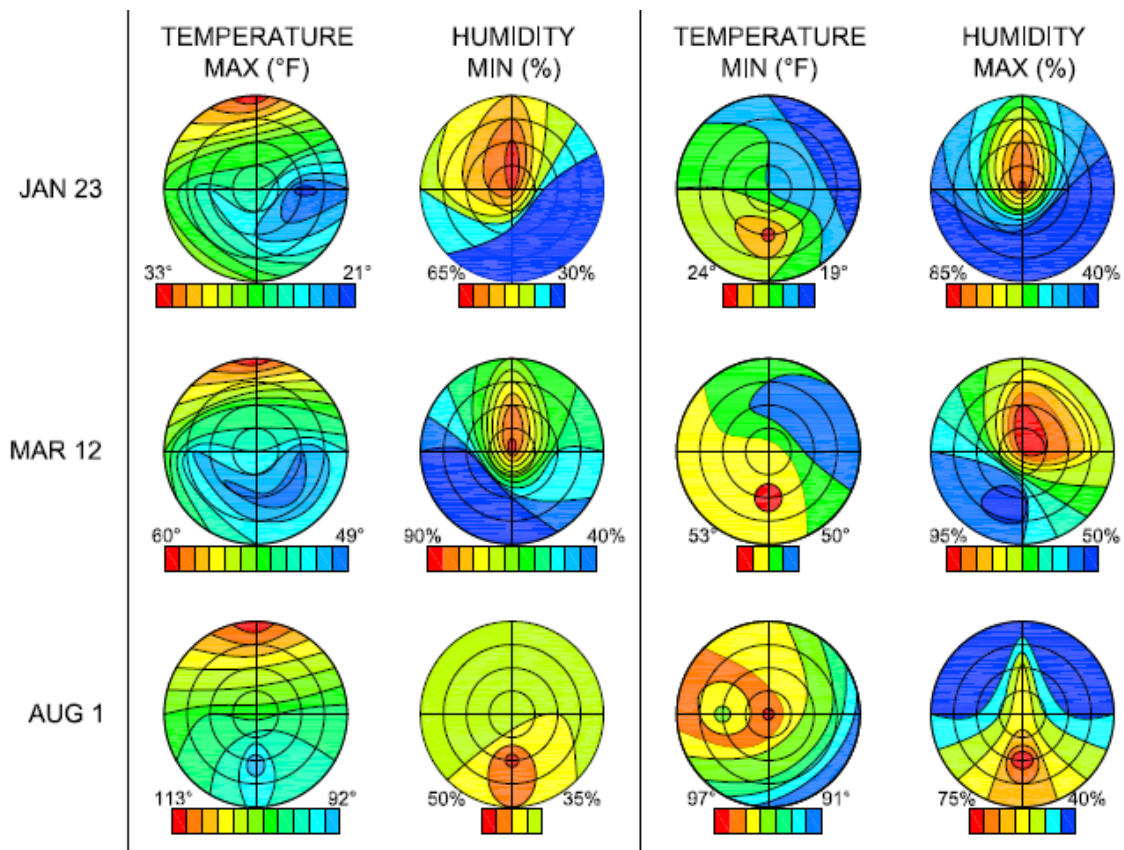 TEMPERATURE
MAX (°F)
HUMIDITY
MIN (%)
TEMPERATURE
MIN (°F)
HUMIDITY
MAX (%)
JAN 23
33° 21°
65% 30%
24° 19°
85% 40%
MAR 12
60° 49°
90% 40%
53° 50°
95% 50%
AUG 1
113° 92°
50% 35%
97° 91°
75% 40%